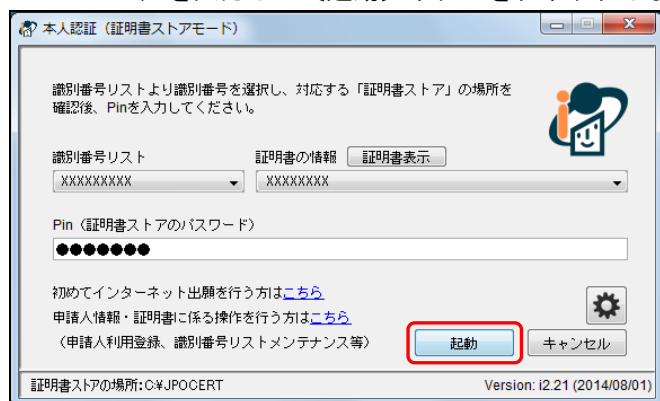 本人認証（証明書ストアモード）
識別番号リストより識別番号を選択し、対応する「証明書ストア」の場所を
確認後、Pinを入力してください。
識別番号リスト
証明書の情報 証明書表示
XXXXXXXXX
XXXXXXXX
Pin（証明書ストアのパスワード）
●●●●●●●
初めてインターネット出願を行う方はこちら
申請人情報・証明書に係る操作を行う方はこちら
（申請人利用登録、識別番号リストメンテナンス等）
起動
キャンセル
証明書ストアの場所:C:¥JPOCERT
Version: i2.21 (2014/08/01)